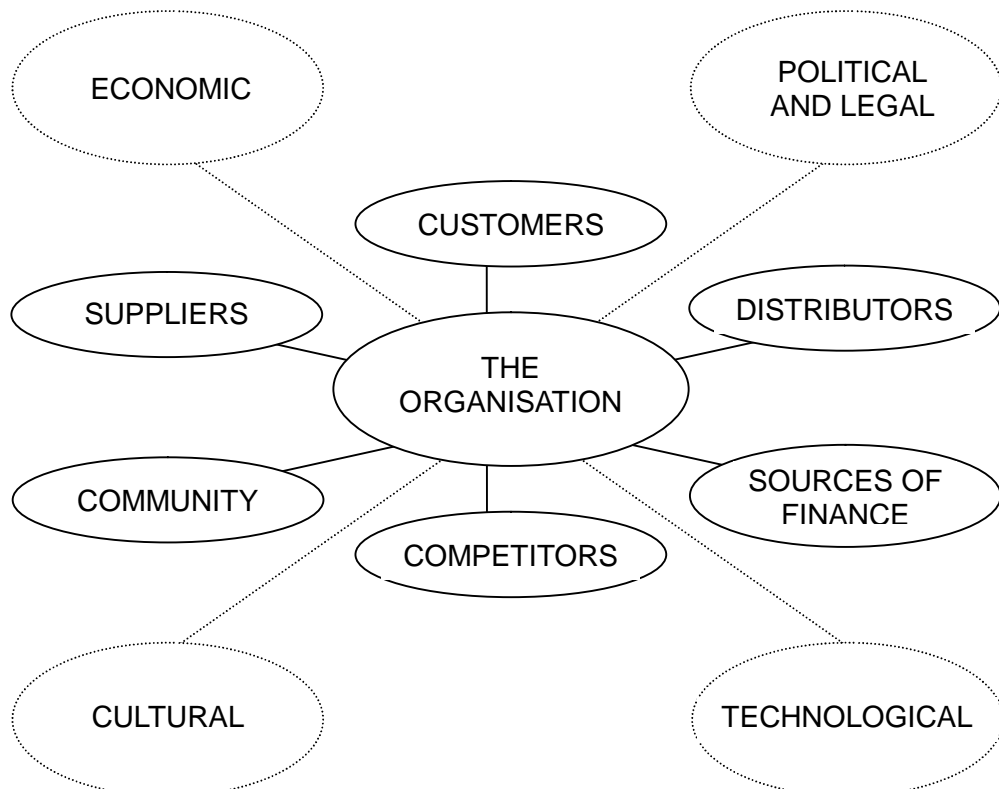 ECONOMIC
POLITICAL
AND LEGAL
CUSTOMERS
SUPPLIERS
DISTRIBUTORS
THE
ORGANISATION
COMMUNITY
SOURCES OF
FINANCE
COMPETITORS
CULTURAL
TECHNOLOGICAL